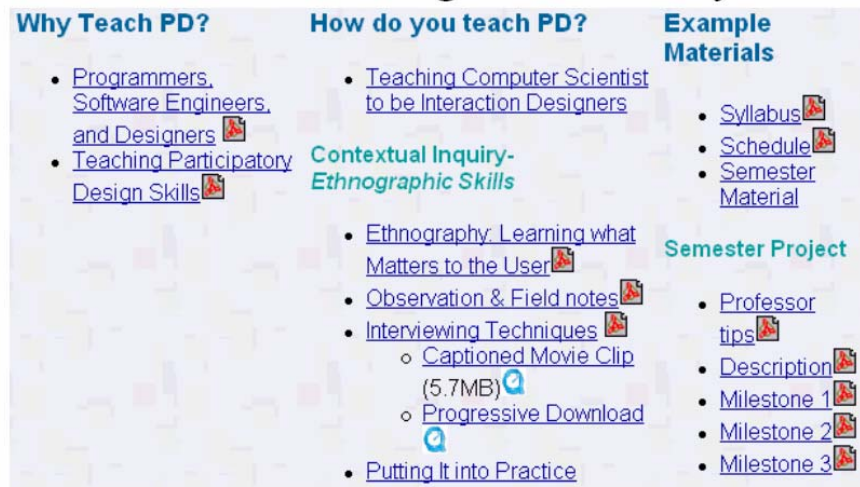 Why Teach PD?
Programmers,
Software Engineers,
and Designers
Teaching Participatory
Design Skills
How do you teach PD?
Teaching Computer Scientist
to be Interaction Designers
Contextual Inquiry-
Ethnographic Skills
Ethnography: Learning what
Matters to the User
Observation & Field notes
Interviewing Techniques
Captioned Movie Clip
(5.7MB)
Progressive Download
Putting It into Practice
Example
Materials
Syllabus
Schedule
Semester
Material
Semester Project
Professor
tips
Description
Milestone 1
Milestone 2
Milestone 3